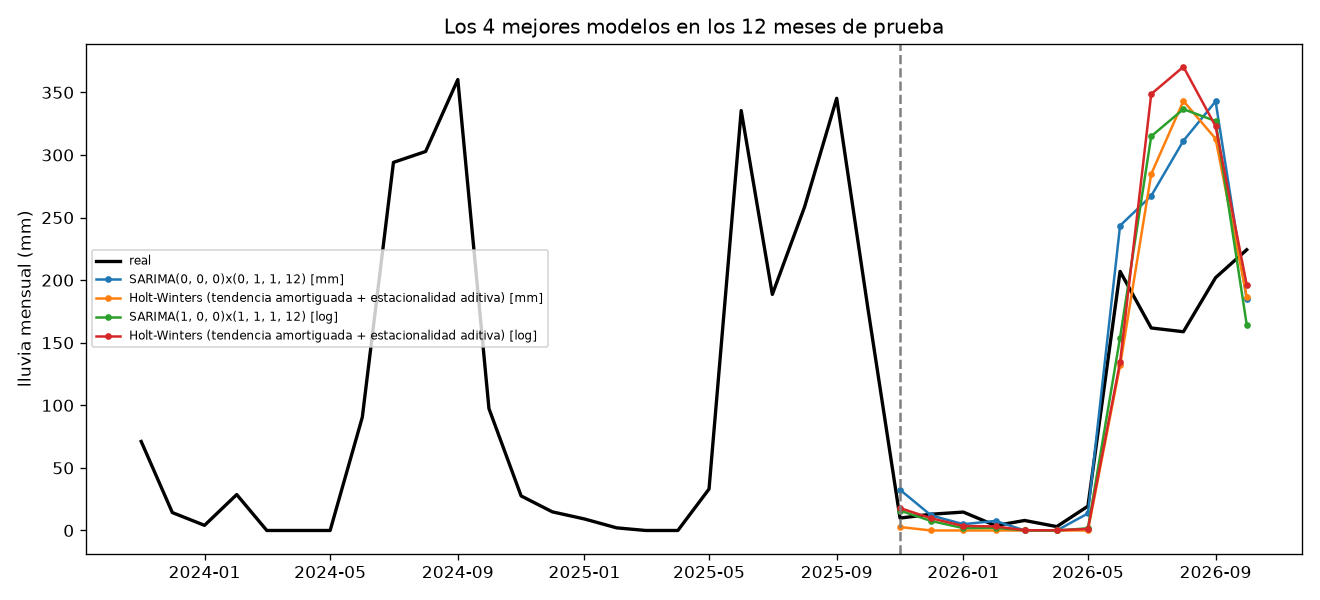 Los 4 mejores modelos en los 12 meses de prueba
lluvia mensual (mm)
350
300
250
200
150
100
50
0
real
SARIMA(0, 0, 0)x(0, 1, 1, 12) [mm]
Holt-Winters (tendencia amortiguada + estacionalidad aditiva) [mm]
SARIMA(1, 0, 0)x(1, 1, 1, 12) [log]
Holt-Winters (tendencia amortiguada + estacionalidad aditiva) [log]
2024-01
2024-05
2024-09
2025-01
2025-05
2025-09
2026-01
2026-05
2026-09